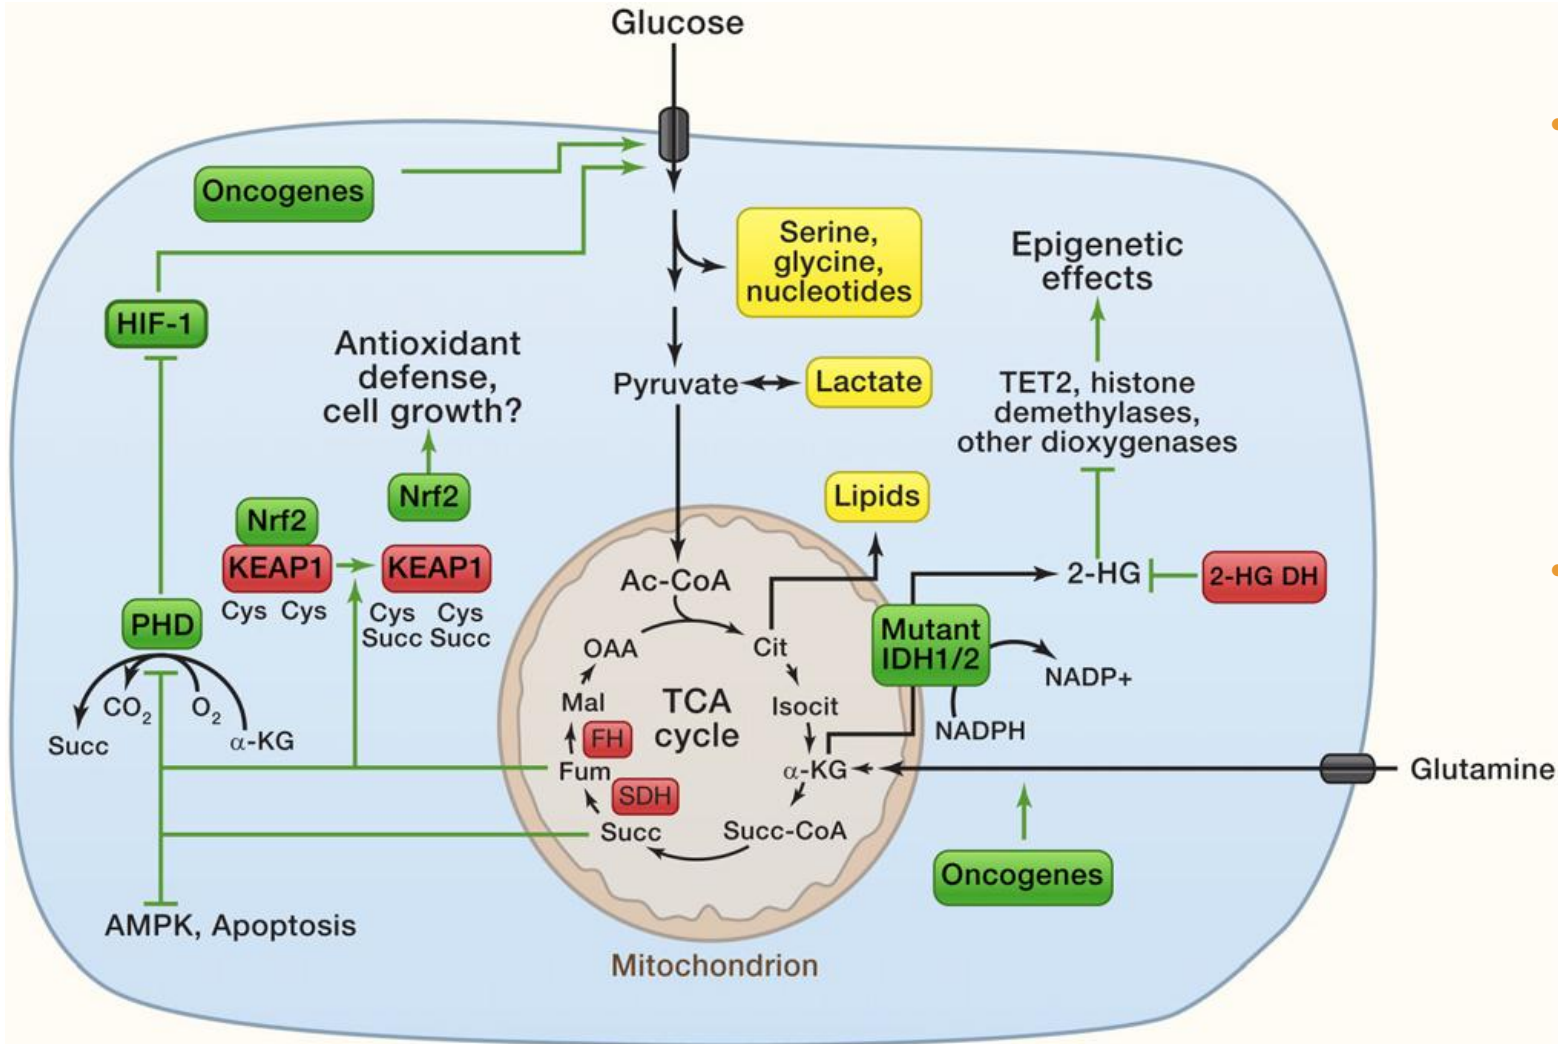 Glucose
Oncogenes
Serine,
glycine,
nucleotides
Epigenetic
effects
HIF-1
Antioxidant
defense,
cell growth?
Pyruvate
Lactate
TET2, histone
demethylases,
other dioxygenases
Nrf2
Lipids
Nrf2
KEAP1
KEAP1
Cys Cys
Cys Cys
Succ Succ
Ac-CoA
2-HG
2-HG DH
PHD
OAA
Cit
Mutant
IDH1/2
NADP+
CO₂
O₂
Succ
α-KG
Mal
TCA
cycle
Isocit
NADPH
FH
Fum
α-KG
Glutamine
SDH
Succ
Succ-CoA
Oncogenes
AMPK, Apoptosis
Mitochondrion